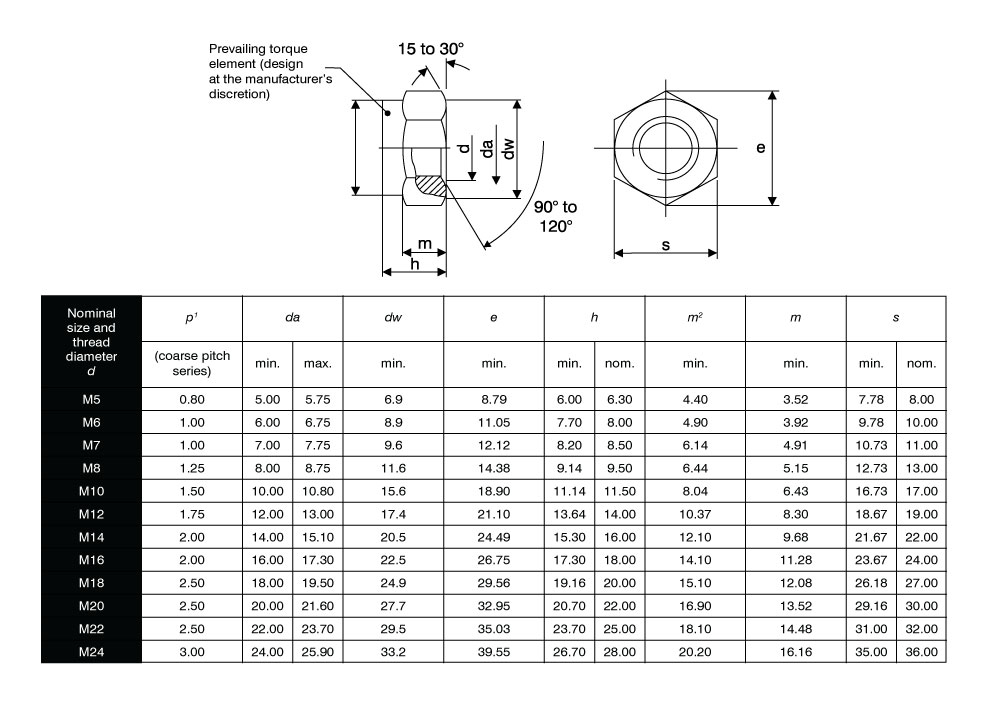 Prevailing torque
element (design
at the manufacturer's
discretion)
15 to 30°
d
da
dw
90° to
120°
m
h
e
s
Nominal
size and
thread
diameter
d
p¹ da dw e h m² m s
(coarse pitch
series)
min. max. min. min. min. nom. min. min. min. nom.
M5 0.80 5.00 5.75 6.9 8.79 6.00 6.30 4.40 3.52 7.78 8.00
M6 1.00 6.00 6.75 8.9 11.05 7.70 8.00 4.90 3.92 9.78 10.00
M7 1.00 7.00 7.75 9.6 12.12 8.20 8.50 6.14 4.91 10.73 11.00
M8 1.25 8.00 8.75 11.6 14.38 9.14 9.50 6.44 5.15 12.73 13.00
M10 1.50 10.00 10.80 15.6 18.90 11.14 11.50 8.04 6.43 16.73 17.00
M12 1.75 12.00 13.00 17.4 21.10 13.64 14.00 10.37 8.30 18.67 19.00
M14 2.00 14.00 15.10 20.5 24.49 15.30 16.00 12.10 9.68 21.67 22.00
M16 2.00 16.00 17.30 22.5 26.75 17.30 18.00 14.10 11.28 23.67 24.00
M18 2.50 18.00 19.50 24.9 29.56 19.16 20.00 15.10 12.08 26.18 27.00
M20 2.50 20.00 21.60 27.7 32.95 20.70 22.00 16.90 13.52 29.16 30.00
M22 2.50 22.00 23.70 29.5 35.03 23.70 25.00 18.10 14.48 31.00 32.00
M24 3.00 24.00 25.90 33.2 39.55 26.70 28.00 20.20 16.16 35.00 36.00